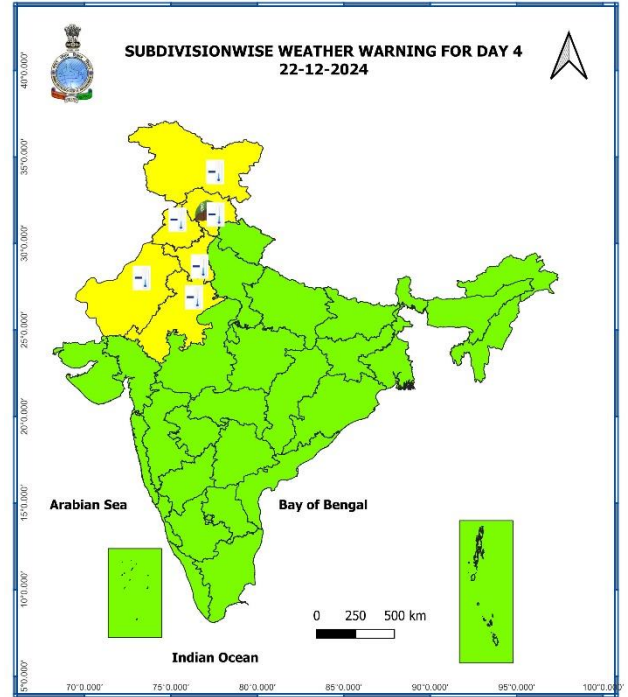 SUBDIVISIONWISE WEATHER WARNING FOR DAY 4
22-12-2024
40°0.000'
35°0.000'
30°0.000'
25°0.000'
20°0.000'
15°0.000'
10°0.000'
5°0.000'
Arabian Sea
Bay of Bengal
0 250 500 km
Indian Ocean
70°0.000' 75°0.000' 80°0.000' 85°0.000' 90°0.000' 95°0.000' 100°0.000'